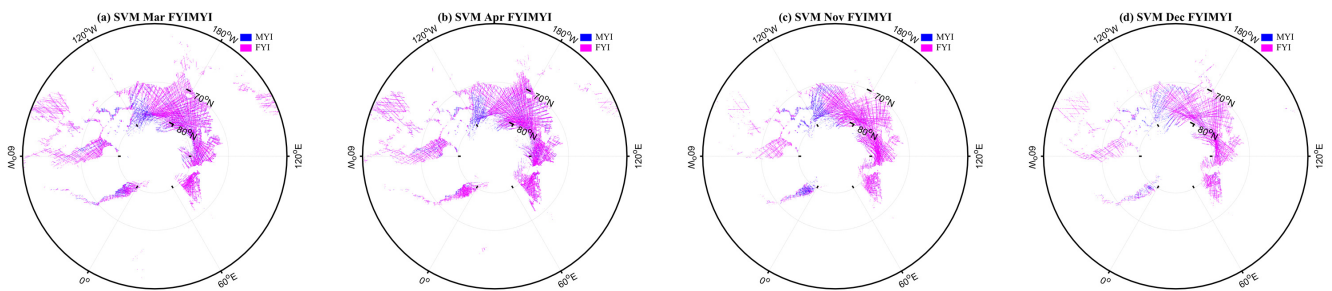 (a) SVM Mar FYIMYI
120°W
180°W
MYI
FYI
70°N
80°N
60°W
120°E
0°
60°E
(b) SVM Apr FYIMYI
120°W
180°W
MYI
FYI
70°N
80°N
60°W
120°E
0°
60°E
(c) SVM Nov FYIMYI
120°W
180°W
MYI
FYI
70°N
80°N
60°W
120°E
0°
60°E
(d) SVM Dec FYIMYI
120°W
180°W
MYI
FYI
70°N
80°N
60°W
120°E
0°
60°E